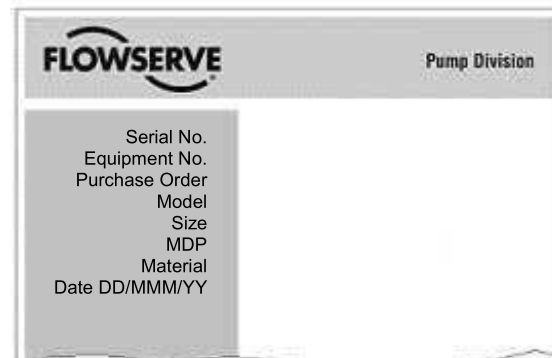 FLOWSERVE
Pump Division
Serial No.
Equipment No.
Purchase Order
Model
Size
MDP
Material
Date DD/MMM/YY